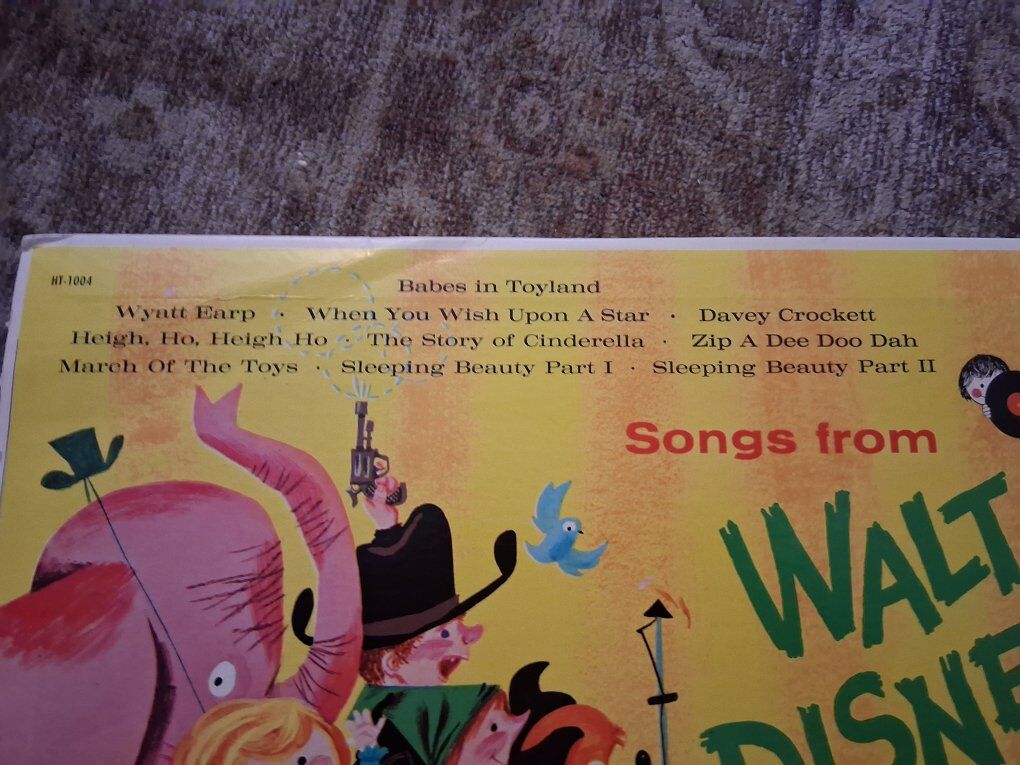 HT-1004
Babes in Toyland
Wyatt Earp · When You Wish Upon A Star · Davey Crockett
Heigh, Ho, Heigh Ho · The Story of Cinderella · Zip A Dee Doo Dah
March Of The Toys · Sleeping Beauty Part I · Sleeping Beauty Part II
Songs from
WALT
DISNE